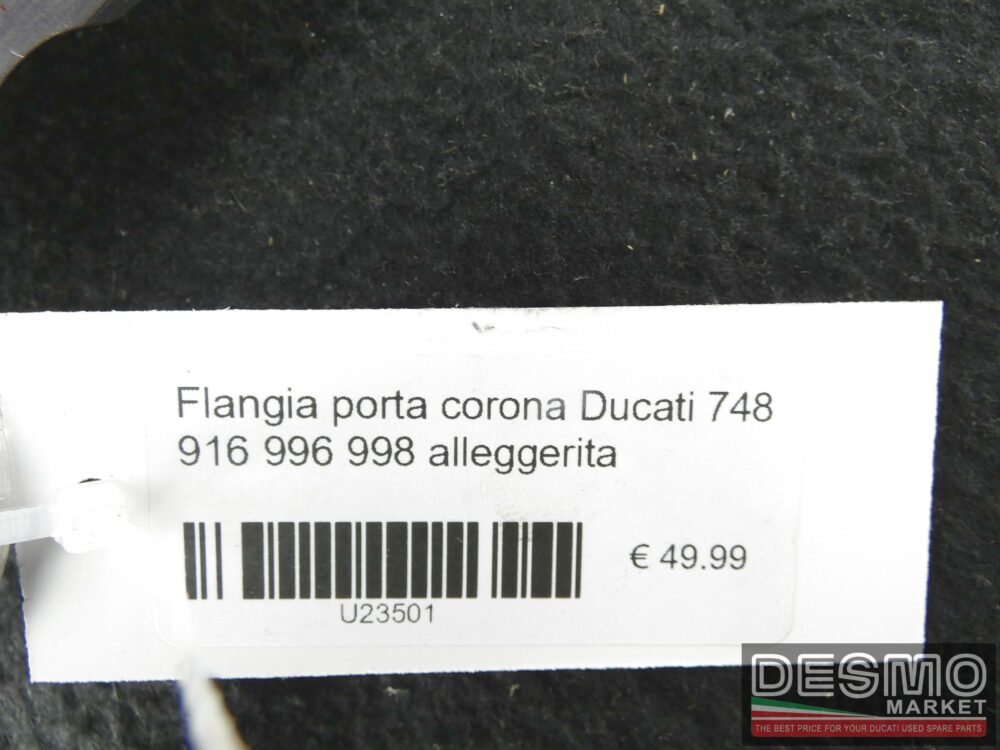 Flangia porta corona Ducati 748
916 996 998 alleggerita
€ 49.99
U23501
DESMO
MARKET
THE BEST PRICE FOR YOUR DUCATI USED SPARE PARTS